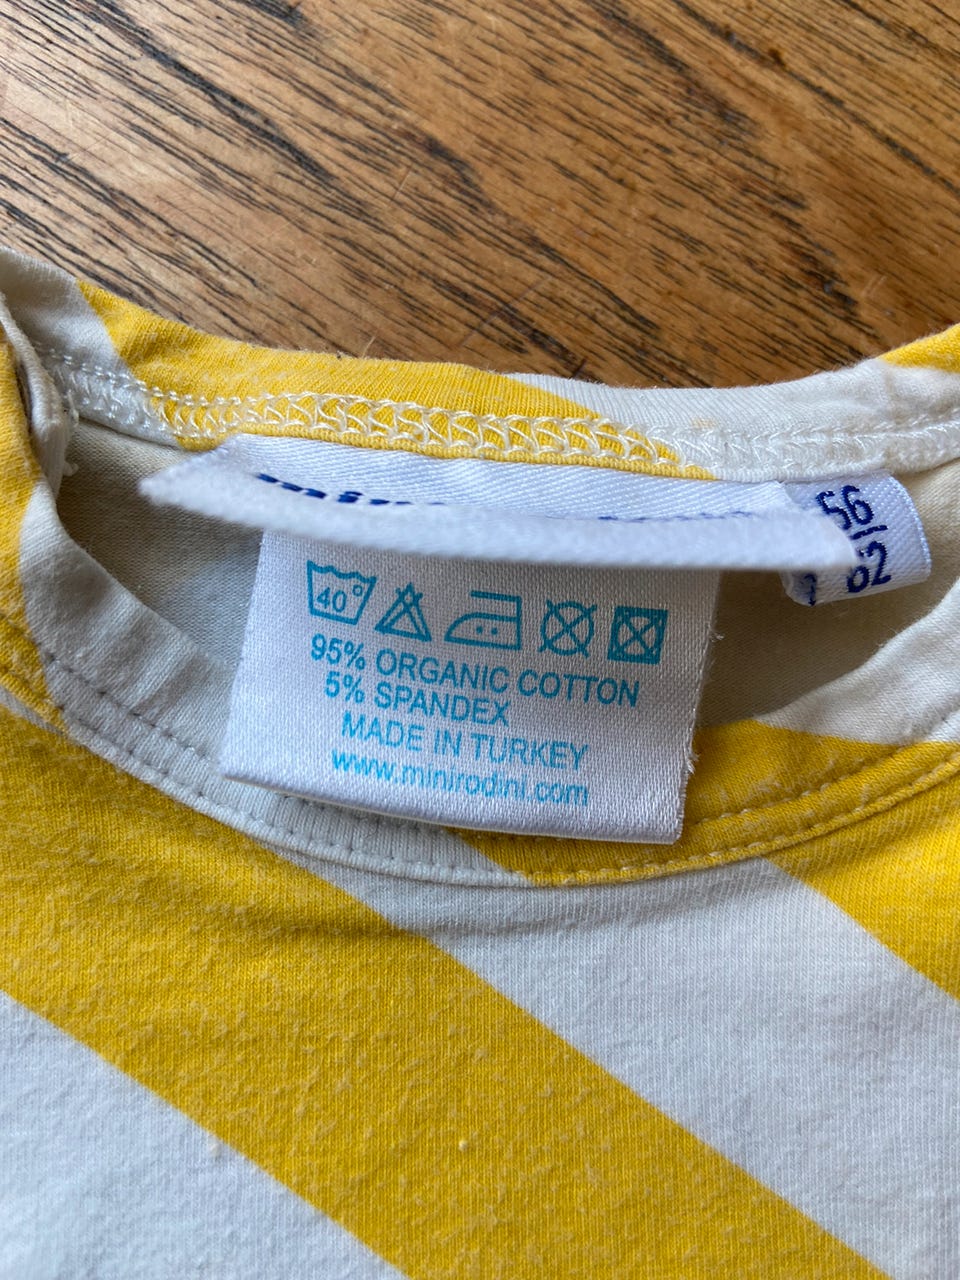 56
62
40°
95% ORGANIC COTTON
5% SPANDEX
MADE IN TURKEY
www.minirodini.com